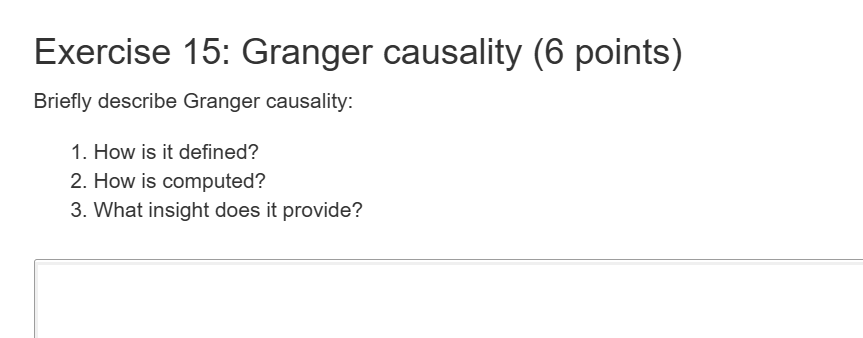 Exercise 15: Granger causality (6 points)
Briefly describe Granger causality:
1. How is it defined?
2. How is computed?
3. What insight does it provide?